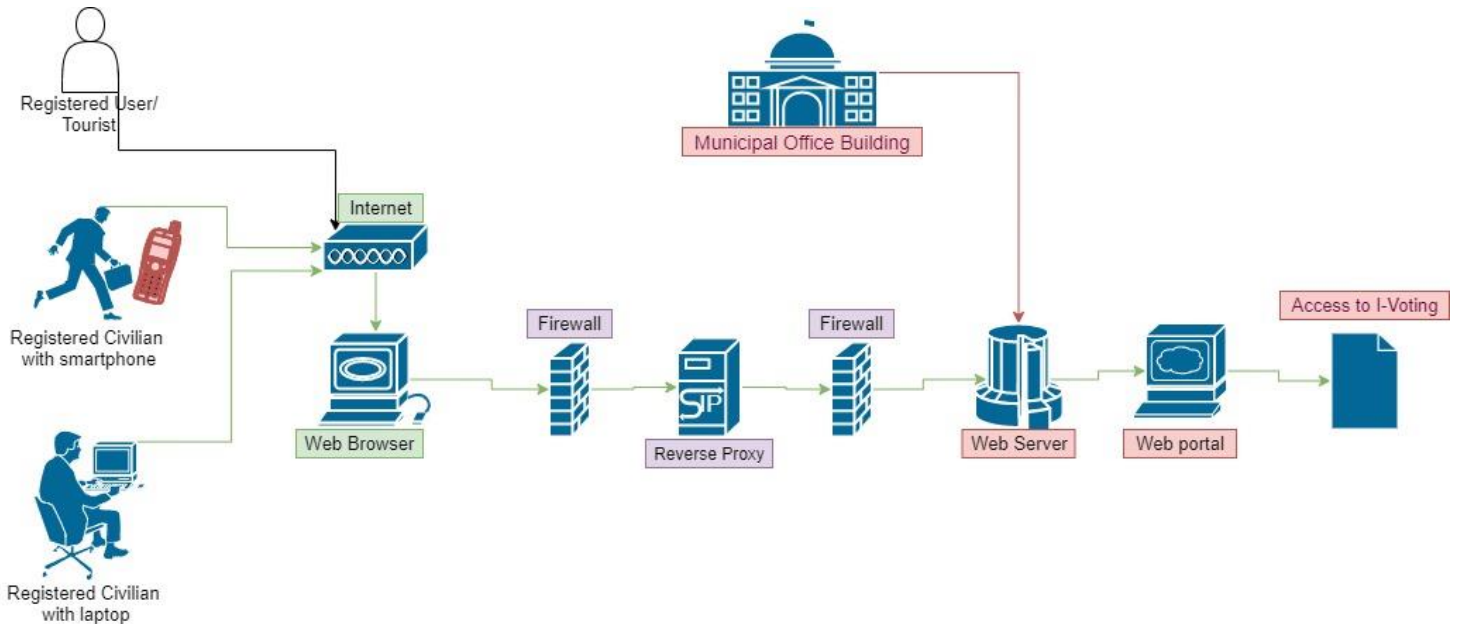 Registered User/
Tourist
Municipal Office Building
Internet
Registered Civilian
with smartphone
Firewall
Firewall
Access to I-Voting
SIP
Web Browser
Reverse Proxy
Web Server
Web portal
Registered Civilian
with laptop